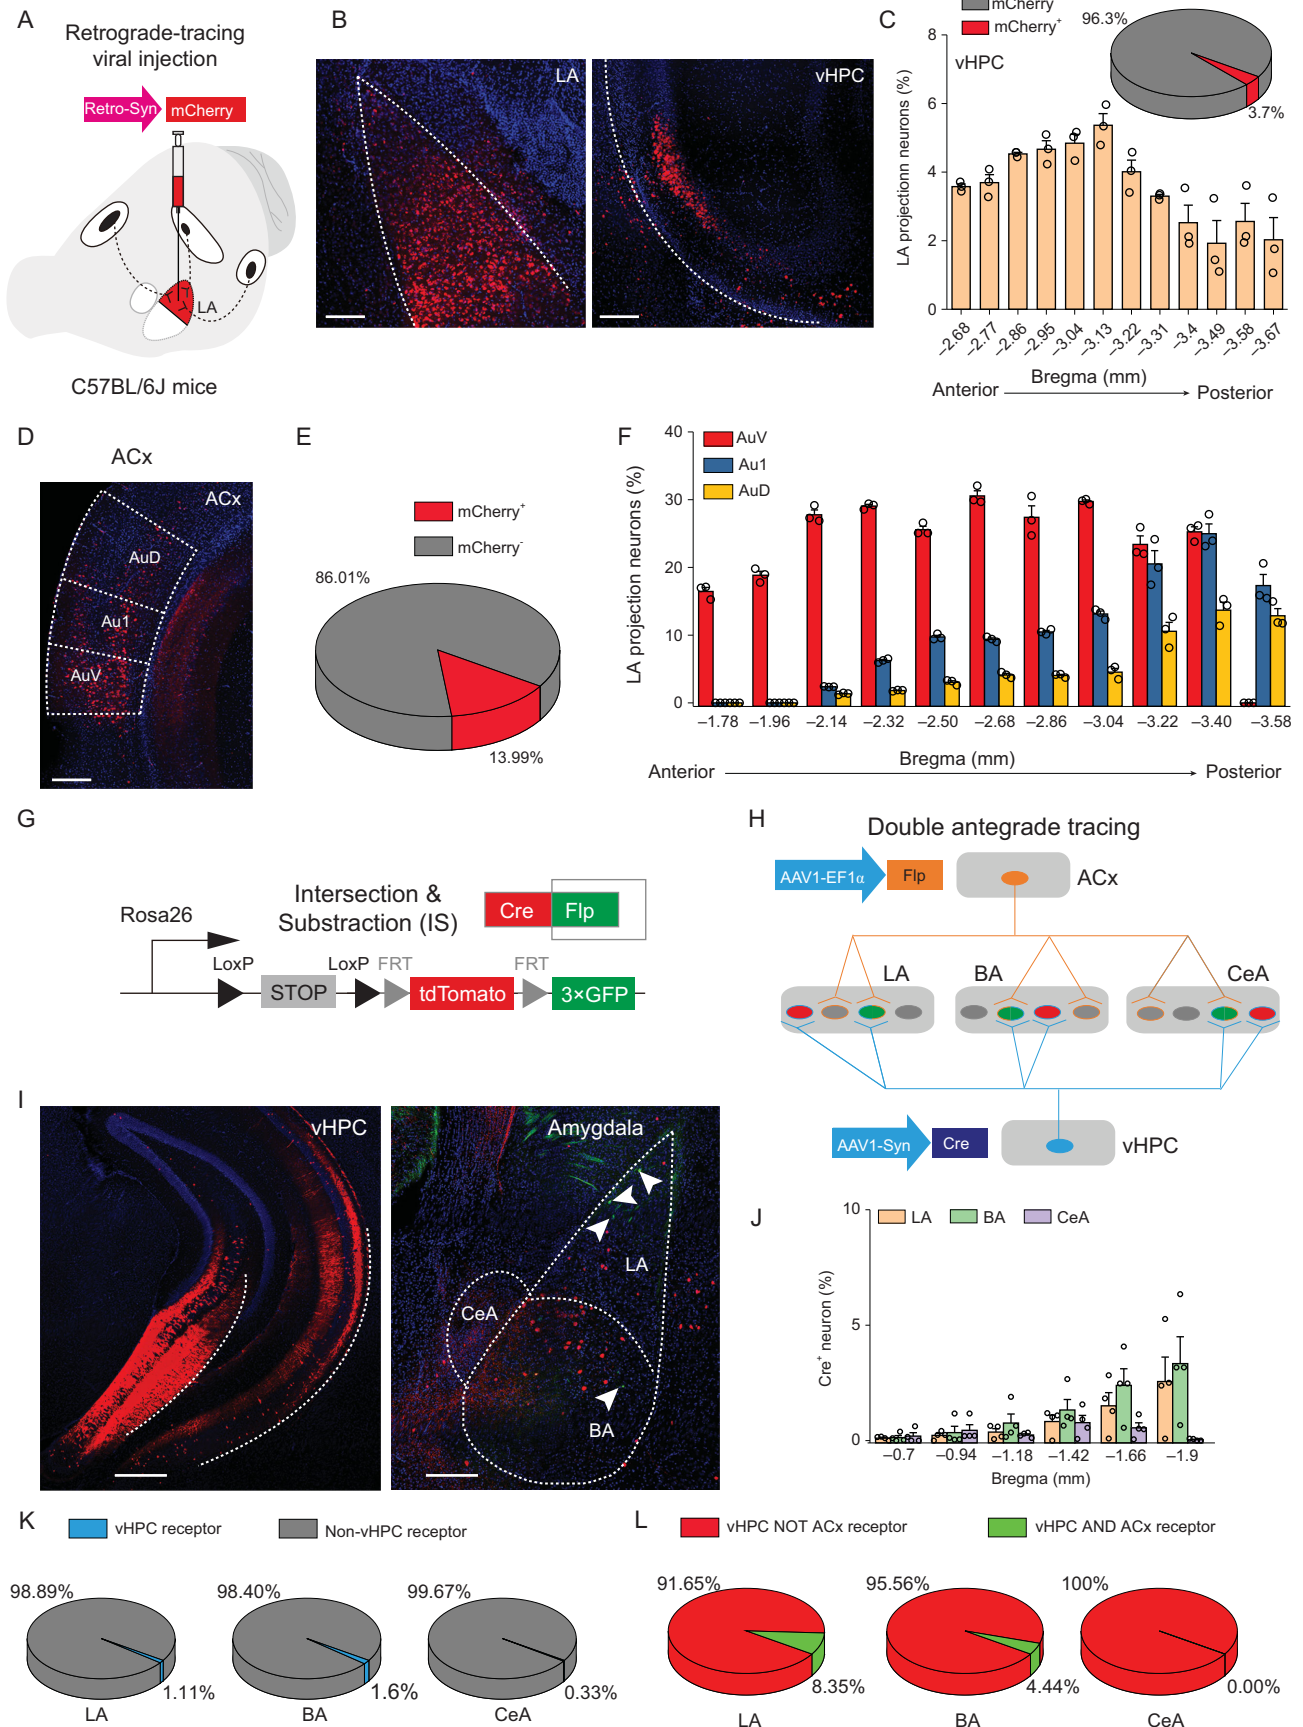 A
Retrograde-tracing
viral injection
Retro-Syn
mCherry
LA
C57BL/6J mice
B
LA
vHPC
C
mCherry
mCherry+
96.3%
3.7%
vHPC
LA projectionn neurons (%)
8
6
4
2
0
–2.68
–2.77
–2.86
–2.95
–3.04
–3.13
–3.22
–3.31
–3.4
–3.49
–3.58
–3.67
Bregma (mm)
Anterior
Posterior
D
ACx
ACx
AuD
Au1
AuV
E
mCherry+
mCherry-
86.01%
13.99%
F
AuV
Au1
AuD
LA projection neurons (%)
40
30
20
10
0
–1.78
–1.96
–2.14
–2.32
–2.50
–2.68
–2.86
–3.04
–3.22
–3.40
–3.58
Bregma (mm)
Anterior
Posterior
G
Intersection &
Substraction (IS)
Cre
Flp
Rosa26
LoxP
LoxP
FRT
FRT
STOP
tdTomato
3×GFP
H
Double antegrade tracing
AAV1-EF1α
Flp
ACx
LA
BA
CeA
AAV1-Syn
Cre
vHPC
I
vHPC
Amygdala
LA
CeA
BA
J
LA
BA
CeA
Cre+ neuron (%)
10
5
0
–0.7
–0.94
–1.18
–1.42
–1.66
–1.9
Bregma (mm)
K
vHPC receptor
Non-vHPC receptor
98.89%
98.40%
99.67%
1.11%
1.6%
0.33%
LA
BA
CeA
L
vHPC NOT ACx receptor
vHPC AND ACx receptor
91.65%
95.56%
100%
8.35%
4.44%
0.00%
LA
BA
CeA